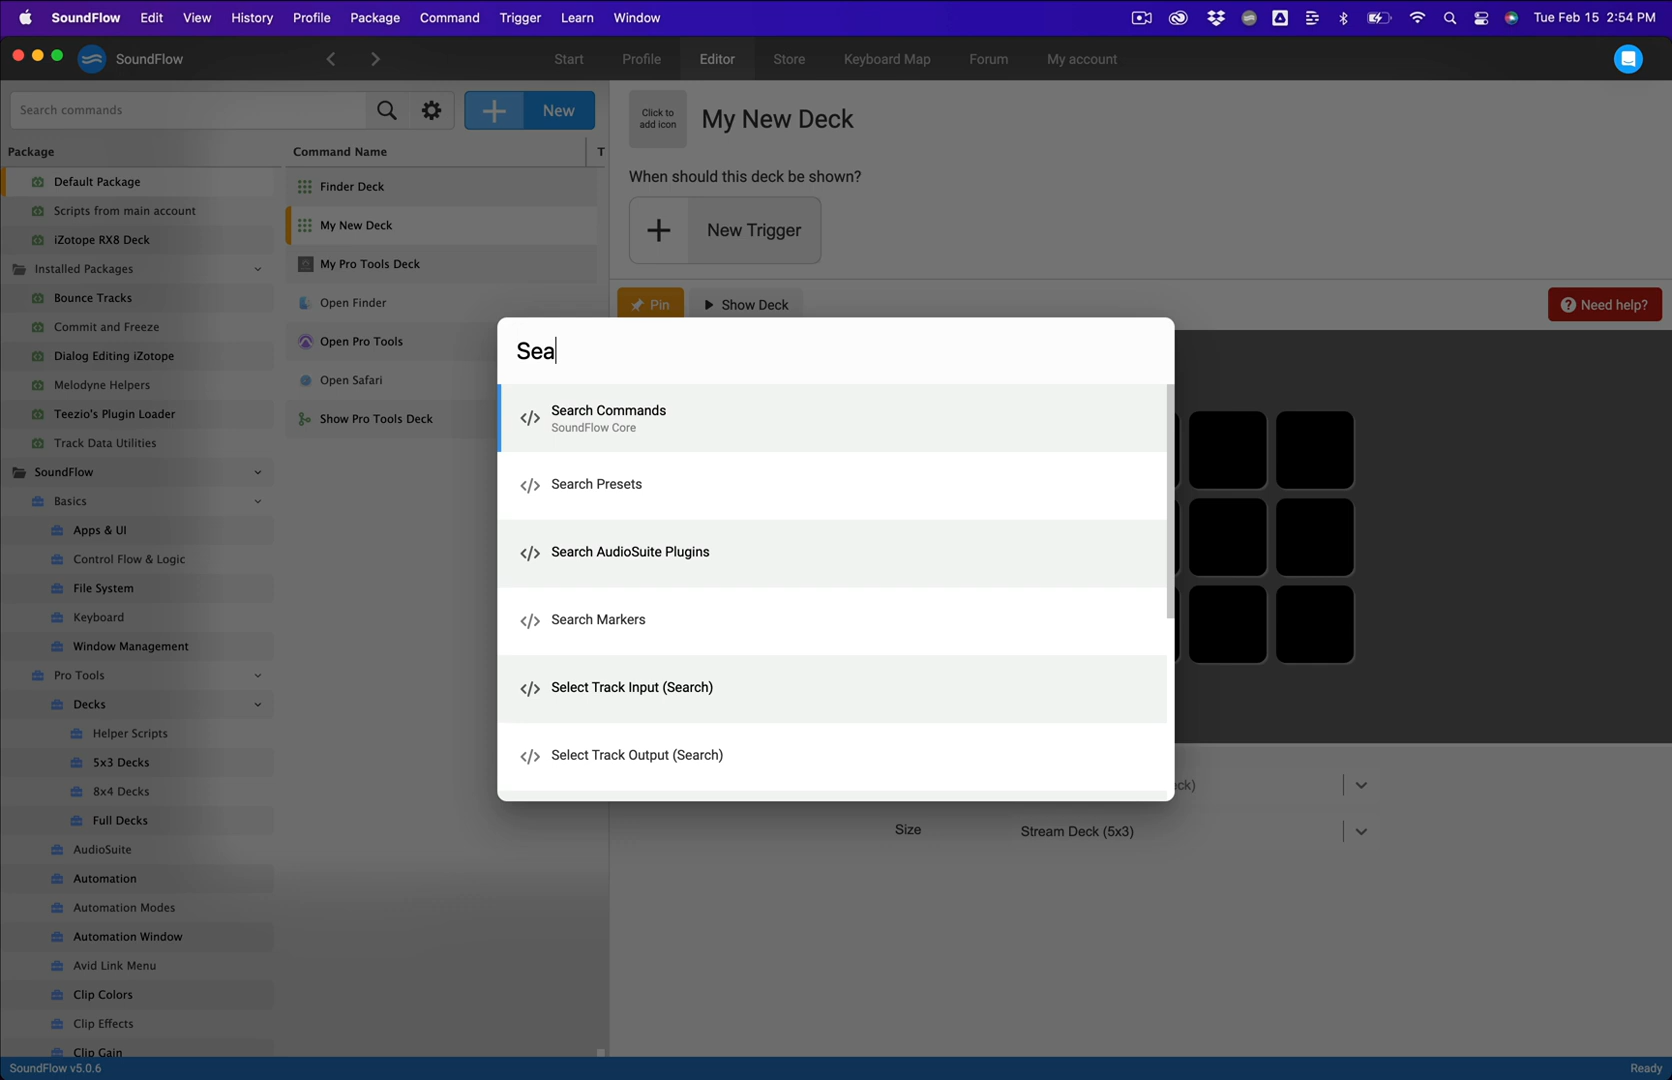 SoundFlow Edit View History Profile Package Command Trigger Learn Window Tue Feb 15 2:54 PM
SoundFlow Start Profile Editor Store Keyboard Map Forum My account
Search commands New
Package Command Name T
Default Package
Scripts from main account
iZotope RX8 Deck
Installed Packages
Bounce Tracks
Commit and Freeze
Dialog Editing iZotope
Melodyne Helpers
Teezio's Plugin Loader
Track Data Utilities
SoundFlow
Basics
Apps & UI
Control Flow & Logic
File System
Keyboard
Window Management
Pro Tools
Decks
Helper Scripts
5x3 Decks
8x4 Decks
Full Decks
AudioSuite
Automation
Automation Modes
Automation Window
Avid Link Menu
Clip Colors
Clip Effects
Clip Gain
Finder Deck
My New Deck
My Pro Tools Deck
Open Finder
Open Pro Tools
Open Safari
Show Pro Tools Deck
Click to
add icon
My New Deck
When should this deck be shown?
New Trigger
Pin Show Deck Need help?
Sea
Search Commands
SoundFlow Core
Search Presets
Search AudioSuite Plugins
Search Markers
Select Track Input (Search)
Select Track Output (Search)
ck)
Size Stream Deck (5x3)
SoundFlow v5.0.6 Ready